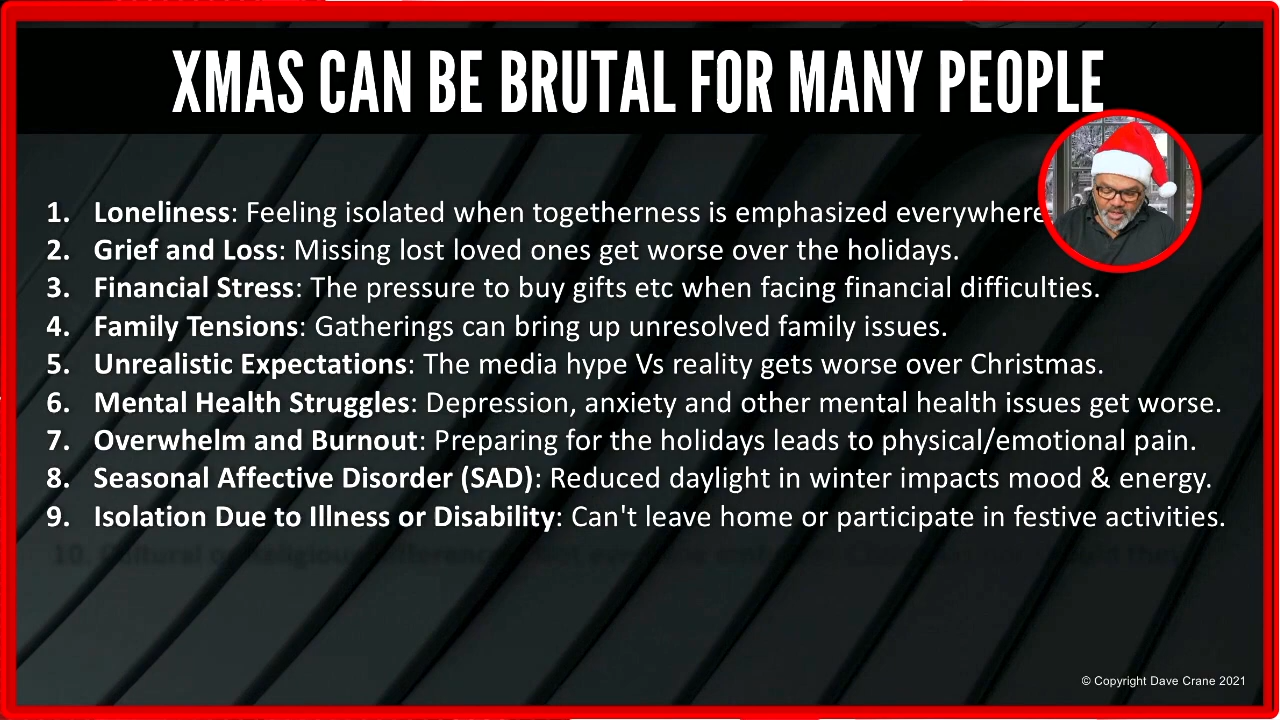 XMAS CAN BE BRUTAL FOR MANY PEOPLE
1. Loneliness: Feeling isolated when togetherness is emphasized everywhere
2. Grief and Loss: Missing lost loved ones get worse over the holidays.
3. Financial Stress: The pressure to buy gifts etc when facing financial difficulties.
4. Family Tensions: Gatherings can bring up unresolved family issues.
5. Unrealistic Expectations: The media hype Vs reality gets worse over Christmas.
6. Mental Health Struggles: Depression, anxiety and other mental health issues get worse.
7. Overwhelm and Burnout: Preparing for the holidays leads to physical/emotional pain.
8. Seasonal Affective Disorder (SAD): Reduced daylight in winter impacts mood & energy.
9. Isolation Due to Illness or Disability: Can't leave home or participate in festive activities.
10.
© Copyright Dave Crane 2021